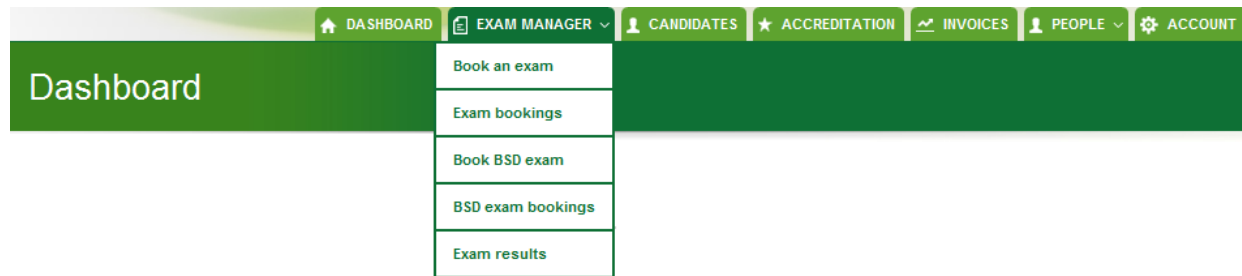 DASHBOARD EXAM MANAGER CANDIDATES ACCREDITATION INVOICES PEOPLE ACCOUNT
Dashboard
Book an exam
Exam bookings
Book BSD exam
BSD exam bookings
Exam results